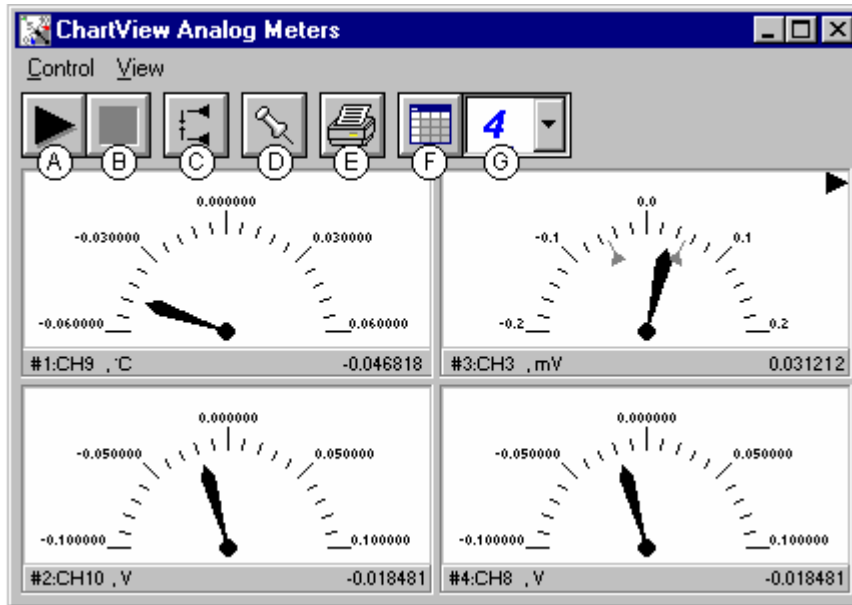 ChartView Analog Meters
Control View
4
A B C D E F G
0.000000
-0.030000 0.030000
-0.060000 0.060000
#1:CH9 , °C -0.046818
0.0
-0.1 0.1
-0.2 0.2
#3:CH3 , mV 0.031212
0.000000
-0.050000 0.050000
-0.100000 0.100000
#2:CH10 , V -0.018481
0.000000
-0.050000 0.050000
-0.100000 0.100000
#4:CH8 , V -0.018481